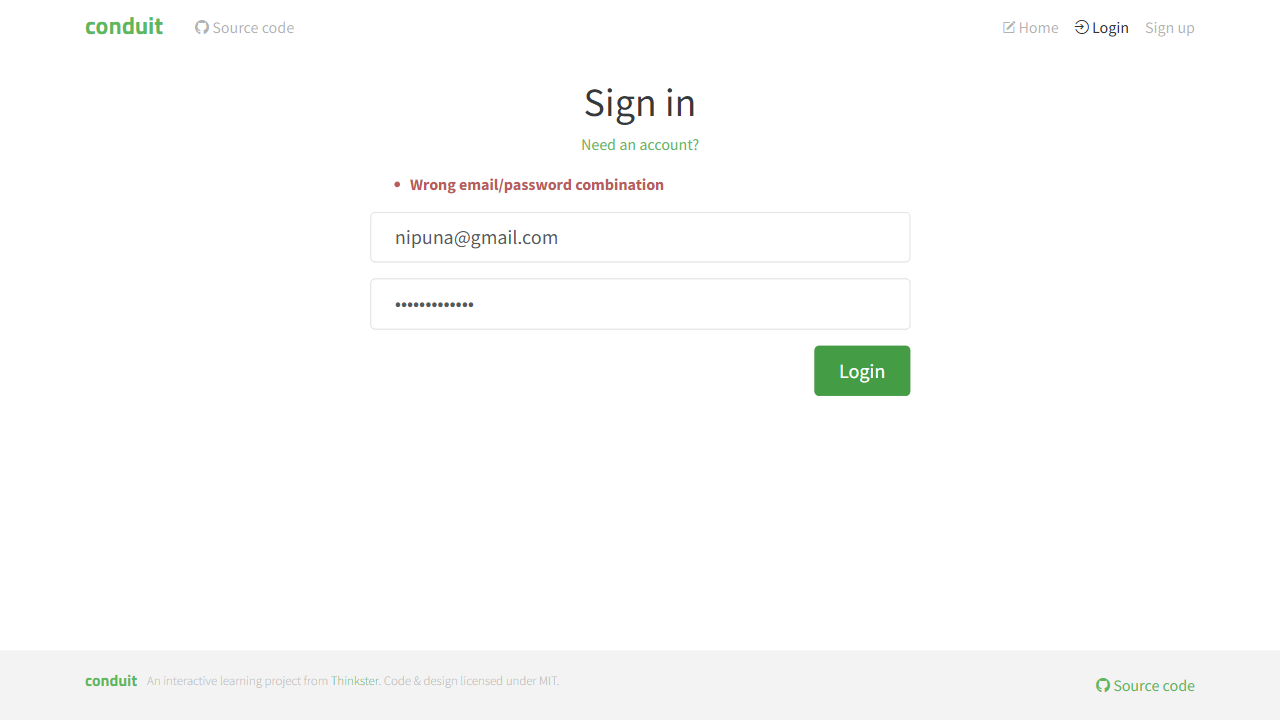 conduit Source code Home Login Sign up
Sign in
Need an account?
• Wrong email/password combination
nipuna@gmail.com
•••••••••••••
Login
conduit An interactive learning project from Thinkster. Code & design licensed under MIT. Source code